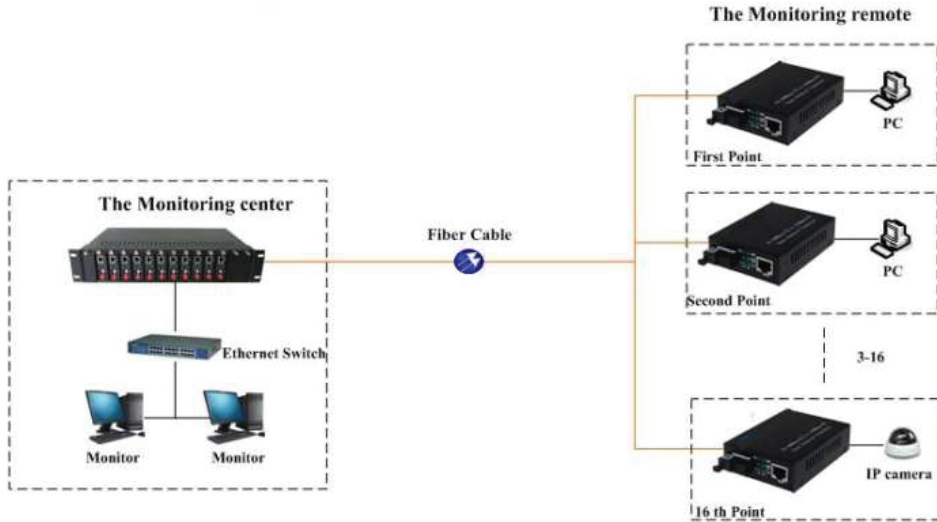 The Monitoring remote
PC
First Point
The Monitoring center
Fiber Cable
PC
Second Point
Ethernet Switch
3-16
Monitor
Monitor
IP camera
16 th Point